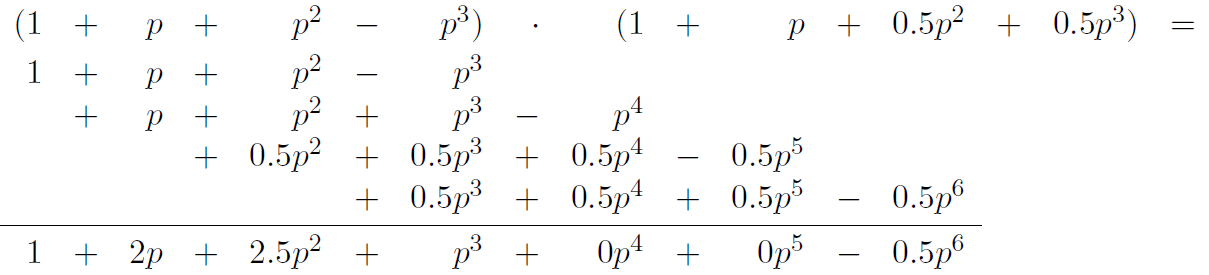 (1 + p + p² − p³) · (1 + p + 0.5p² + 0.5p³) =
1 + p + p² − p³
+ p + p² + p³ − p⁴
+ 0.5p² + 0.5p³ + 0.5p⁴ − 0.5p⁵
+ 0.5p³ + 0.5p⁴ + 0.5p⁵ − 0.5p⁶
1 + 2p + 2.5p² + p³ + 0p⁴ + 0p⁵ − 0.5p⁶